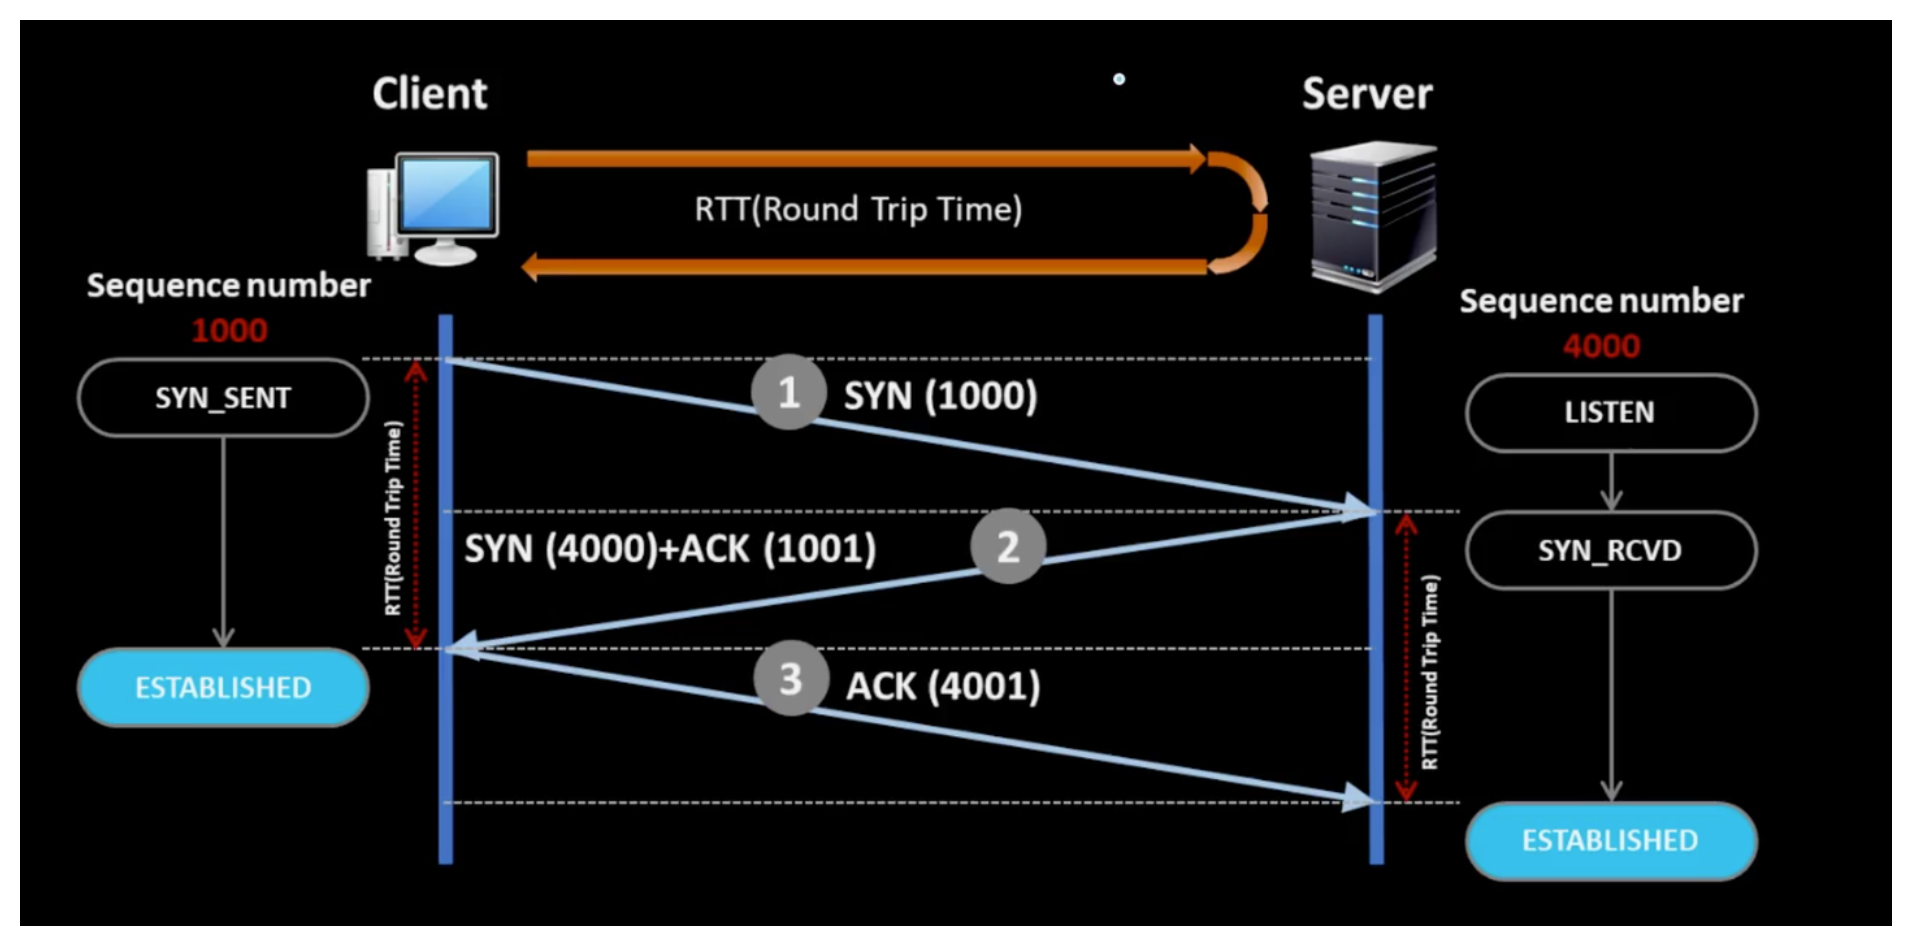 Client
Server
RTT(Round Trip Time)
Sequence number
1000
Sequence number
4000
SYN_SENT
1
SYN (1000)
LISTEN
RTT(Round Trip Time)
SYN (4000)+ACK (1001)
2
SYN_RCVD
RTT(Round Trip Time)
ESTABLISHED
3
ACK (4001)
ESTABLISHED